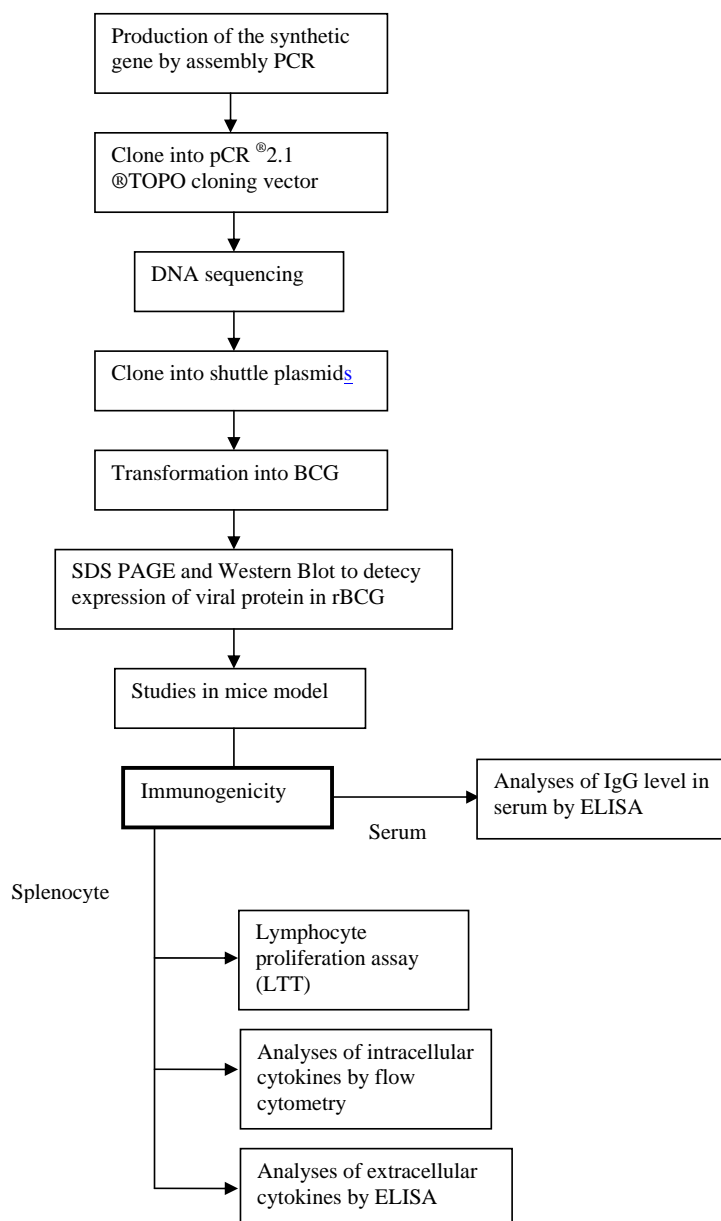 Production of the synthetic
gene by assembly PCR
Clone into pCR ®2.1
®TOPO cloning vector
DNA sequencing
Clone into shuttle plasmids
Transformation into BCG
SDS PAGE and Western Blot to detecy
expression of viral protein in rBCG
Studies in mice model
Immunogenicity
Serum
Analyses of IgG level in
serum by ELISA
Splenocyte
Lymphocyte
proliferation assay
(LTT)
Analyses of intracellular
cytokines by flow
cytometry
Analyses of extracellular
cytokines by ELISA